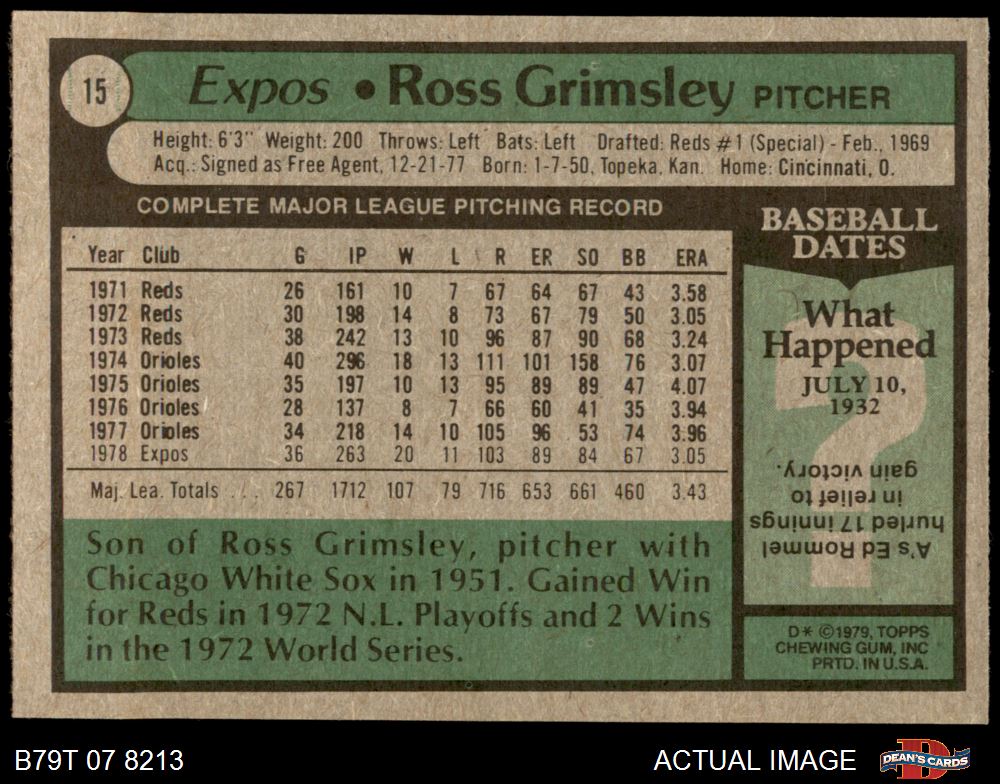 15
Expos • Ross Grimsley PITCHER
Height: 6'3" Weight: 200 Throws: Left Bats: Left Drafted: Reds #1 (Special) - Feb., 1969
Acq.: Signed as Free Agent, 12-21-77 Born: 1-7-50, Topeka, Kan. Home: Cincinnati, O.
COMPLETE MAJOR LEAGUE PITCHING RECORD
Year Club G IP W L R ER SO BB ERA
1971 Reds 26 161 10 7 67 64 67 43 3.58
1972 Reds 30 198 14 8 73 67 79 50 3.05
1973 Reds 38 242 13 10 96 87 90 68 3.24
1974 Orioles 40 296 18 13 111 101 158 76 3.07
1975 Orioles 35 197 10 13 95 89 89 47 4.07
1976 Orioles 28 137 8 7 66 60 41 35 3.94
1977 Orioles 34 218 14 10 105 96 53 74 3.96
1978 Expos 36 263 20 11 103 89 84 67 3.05
Maj. Lea. Totals ... 267 1712 107 79 716 653 661 460 3.43
Son of Ross Grimsley, pitcher with
Chicago White Sox in 1951. Gained Win
for Reds in 1972 N.L. Playoffs and 2 Wins
in the 1972 World Series.
BASEBALL
DATES
What
Happened
JULY 10,
1932
?
A's Ed Rommel
hurled 17 innings
in relief to
gain victory.
D* ©1979, TOPPS
CHEWING GUM, INC
PRTD. IN U.S.A.
B79T 07 8213
ACTUAL IMAGE
D
DEAN'S CARDS